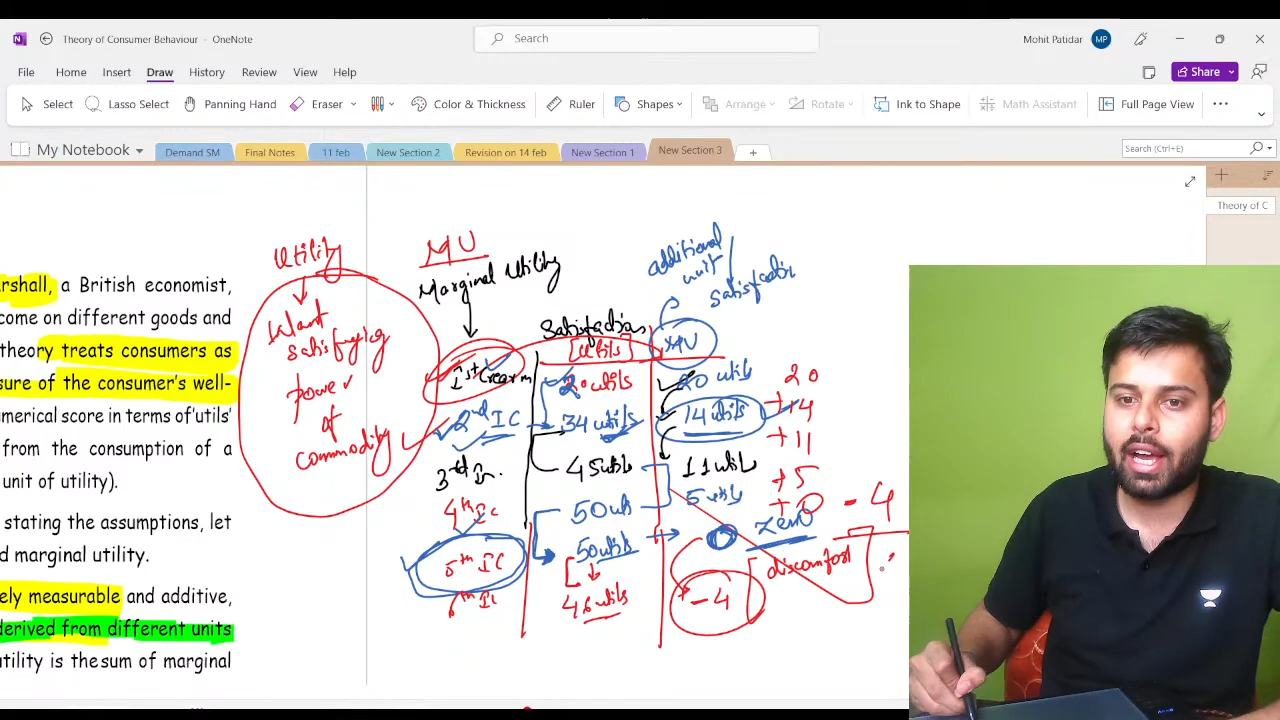 Theory of Consumer Behaviour - OneNote
Search
Mohit Patidar
MP
File Home Insert Draw History Review View Help
Share
Select Lasso Select Panning Hand Eraser Color & Thickness Ruler Shapes Arrange Rotate Ink to Shape Math Assistant Full Page View
My Notebook Demand SM Final Notes 11 feb New Section 2 Revision on 14 feb New Section 1 New Section 3 +
Search (Ctrl+E)
Theory of C
rshall, a British economist,
come on different goods and
theory treats consumers as
sure of the consumer's well-
umerical score in terms of 'utils'
from the consumption of a
unit of utility).
stating the assumptions, let
d marginal utility.
ely measurable and additive,
derived from different units
tility is the sum of marginal
Utility
Want
satisfying
power
of
commodity
MU
Marginal Utility
additional
unit
satisfaction
Satisfaction
[Utils]
MU
1st cream 20 utils 20 utils
2nd IC 34 utils 14 utils
3rd 45 utils 11 utils
4th Ic 50 uts 5 utils
5th IC 50 utils 0 zero
6th IC 46 utils -4
discomfort
20
+14
+11
+5
+0 - 4